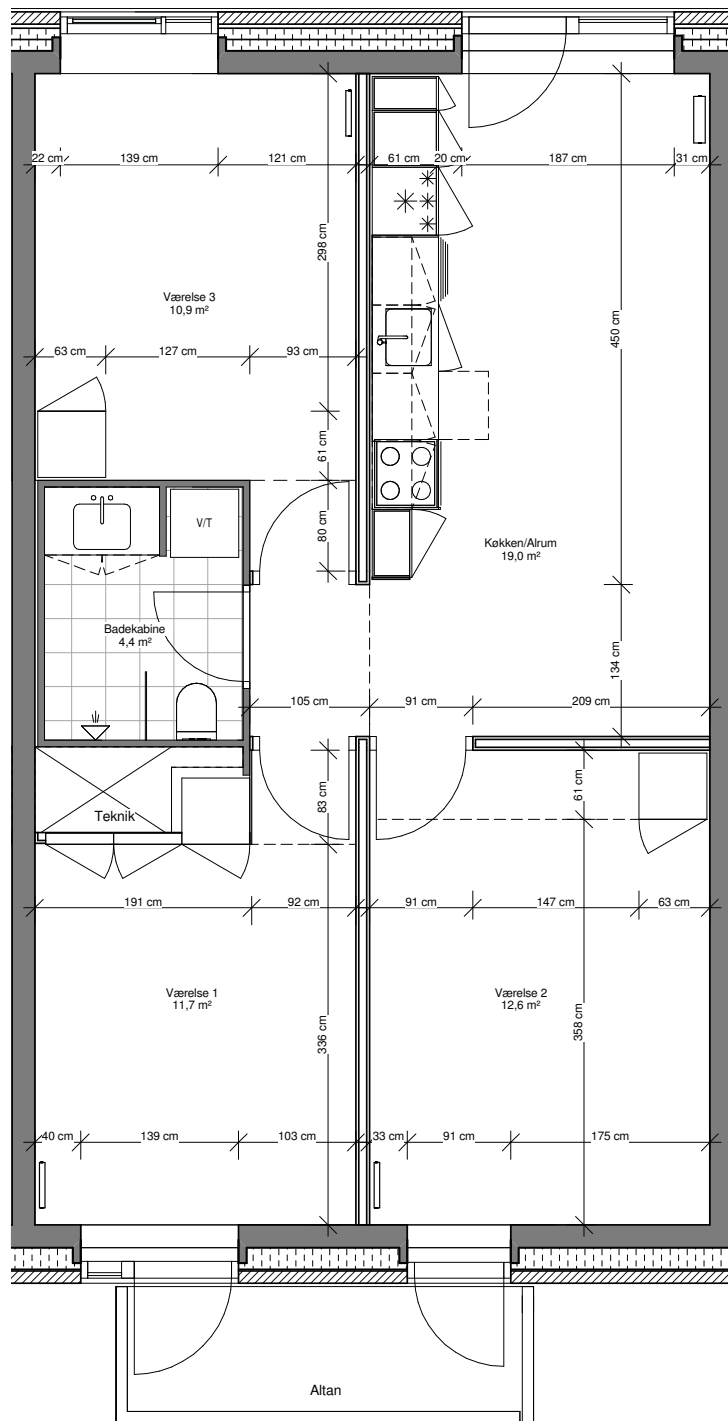 22 cm
139 cm
121 cm
61 cm
20 cm
187 cm
31 cm
298 cm
Værelse 3
10,9 m²
450 cm
63 cm
127 cm
93 cm
61 cm
V/T
80 cm
Køkken/Alrum
19,0 m²
Badekabine
4,4 m²
134 cm
105 cm
91 cm
209 cm
61 cm
83 cm
Teknik
191 cm
92 cm
91 cm
147 cm
63 cm
Værelse 1
11,7 m²
Værelse 2
12,6 m²
336 cm
358 cm
40 cm
139 cm
103 cm
33 cm
91 cm
175 cm
Altan